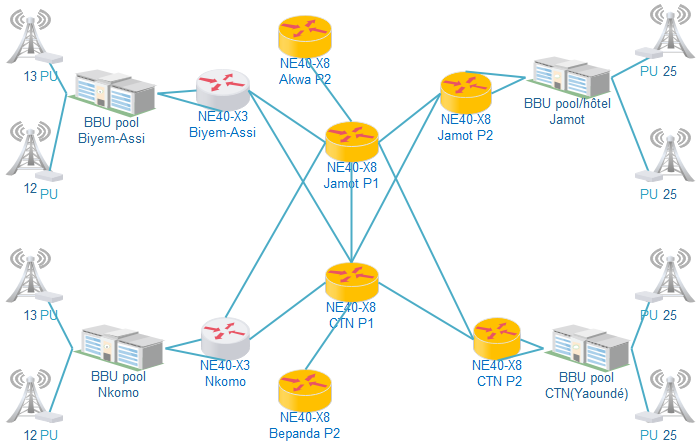 13 PU
BBU pool
Biyem-Assi
12 PU
NE40-X3
Biyem-Assi
NE40-X8
Akwa P2
NE40-X8
Jamot P1
NE40-X8
Jamot P2
BBU pool/hôtel
Jamot
PU 25
PU 25
13 PU
BBU pool
Nkomo
12 PU
NE40-X3
Nkomo
NE40-X8
CTN P1
NE40-X8
Bepanda P2
NE40-X8
CTN P2
BBU pool
CTN(Yaoundé)
PU 25
PU 25